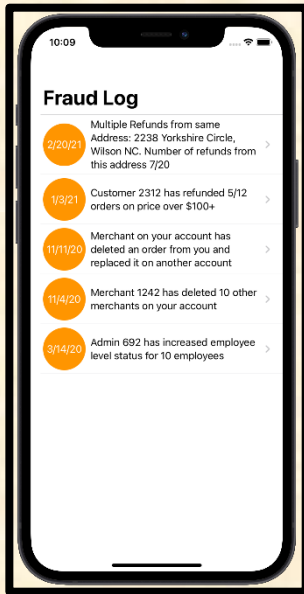 10:09
Fraud Log
2/20/21
Multiple Refunds from same
Address: 2238 Yorkshire Circle,
Wilson NC. Number of refunds from
this address 7/20
1/3/21
Customer 2312 has refunded 5/12
orders on price over $100+
11/11/20
Merchant on your account has
deleted an order from you and
replaced it on another account
11/4/20
Merchant 1242 has deleted 10 other
merchants on your account
3/14/20
Admin 692 has increased employee
level status for 10 employees